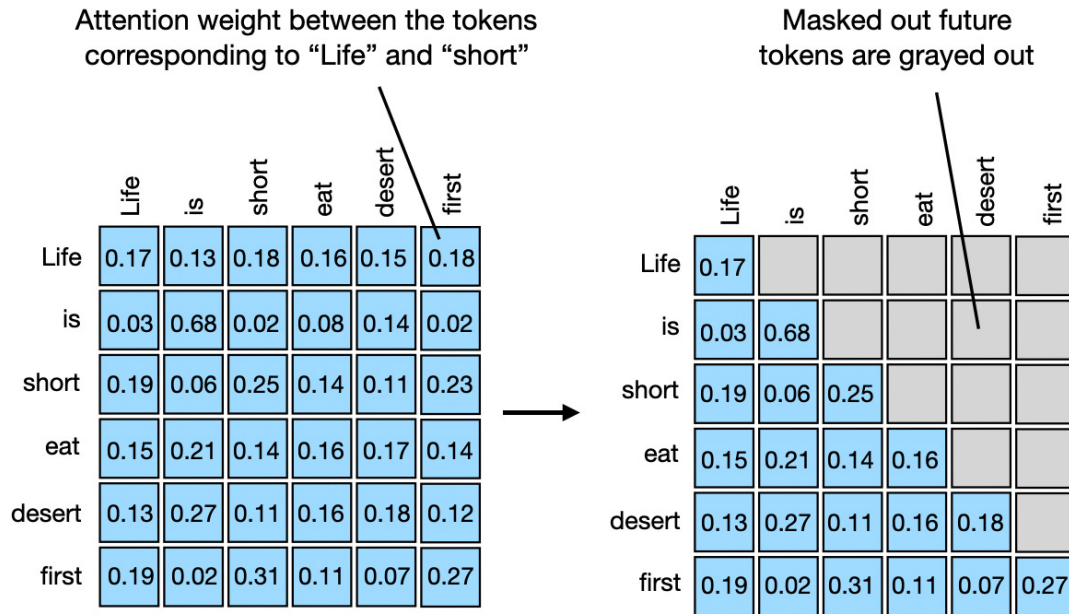 Attention weight between the tokens
corresponding to “Life” and “short”
Masked out future
tokens are grayed out
Life is short eat desert first
Life 0.17 0.13 0.18 0.16 0.15 0.18
is 0.03 0.68 0.02 0.08 0.14 0.02
short 0.19 0.06 0.25 0.14 0.11 0.23
eat 0.15 0.21 0.14 0.16 0.17 0.14
desert 0.13 0.27 0.11 0.16 0.18 0.12
first 0.19 0.02 0.31 0.11 0.07 0.27
Life is short eat desert first
Life 0.17
is 0.03 0.68
short 0.19 0.06 0.25
eat 0.15 0.21 0.14 0.16
desert 0.13 0.27 0.11 0.16 0.18
first 0.19 0.02 0.31 0.11 0.07 0.27